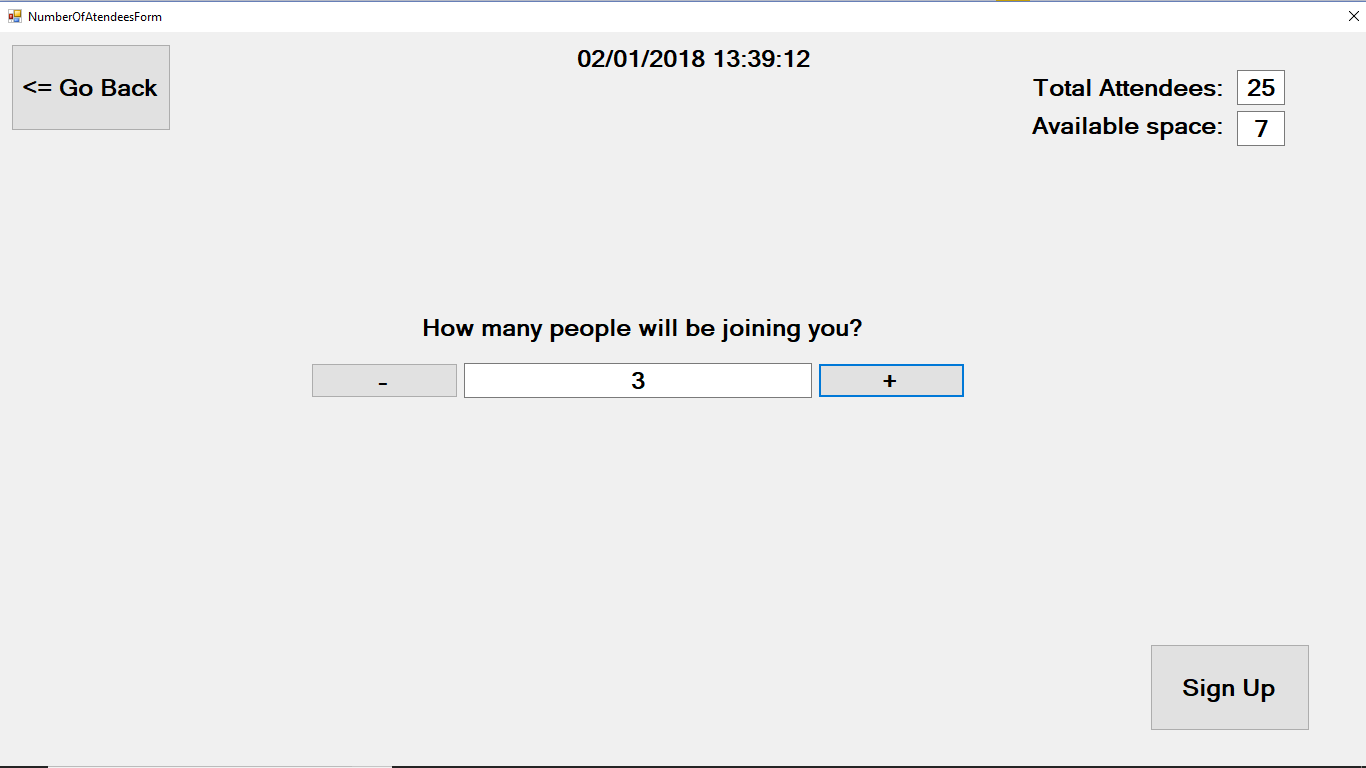 NumberOfAtendeesForm
<= Go Back
02/01/2018 13:39:12
Total Attendees: 25
Available space: 7
How many people will be joining you?
- 3 +
Sign Up